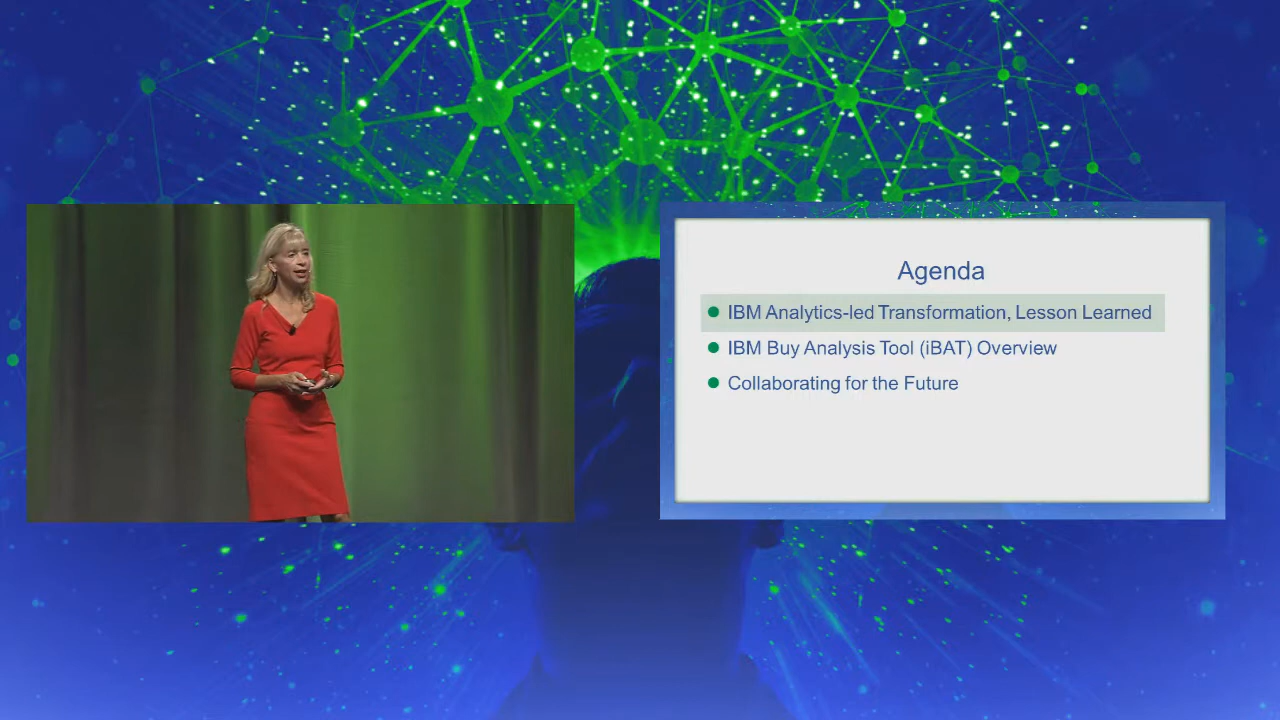 Agenda
IBM Analytics-led Transformation, Lesson Learned
IBM Buy Analysis Tool (iBAT) Overview
Collaborating for the Future